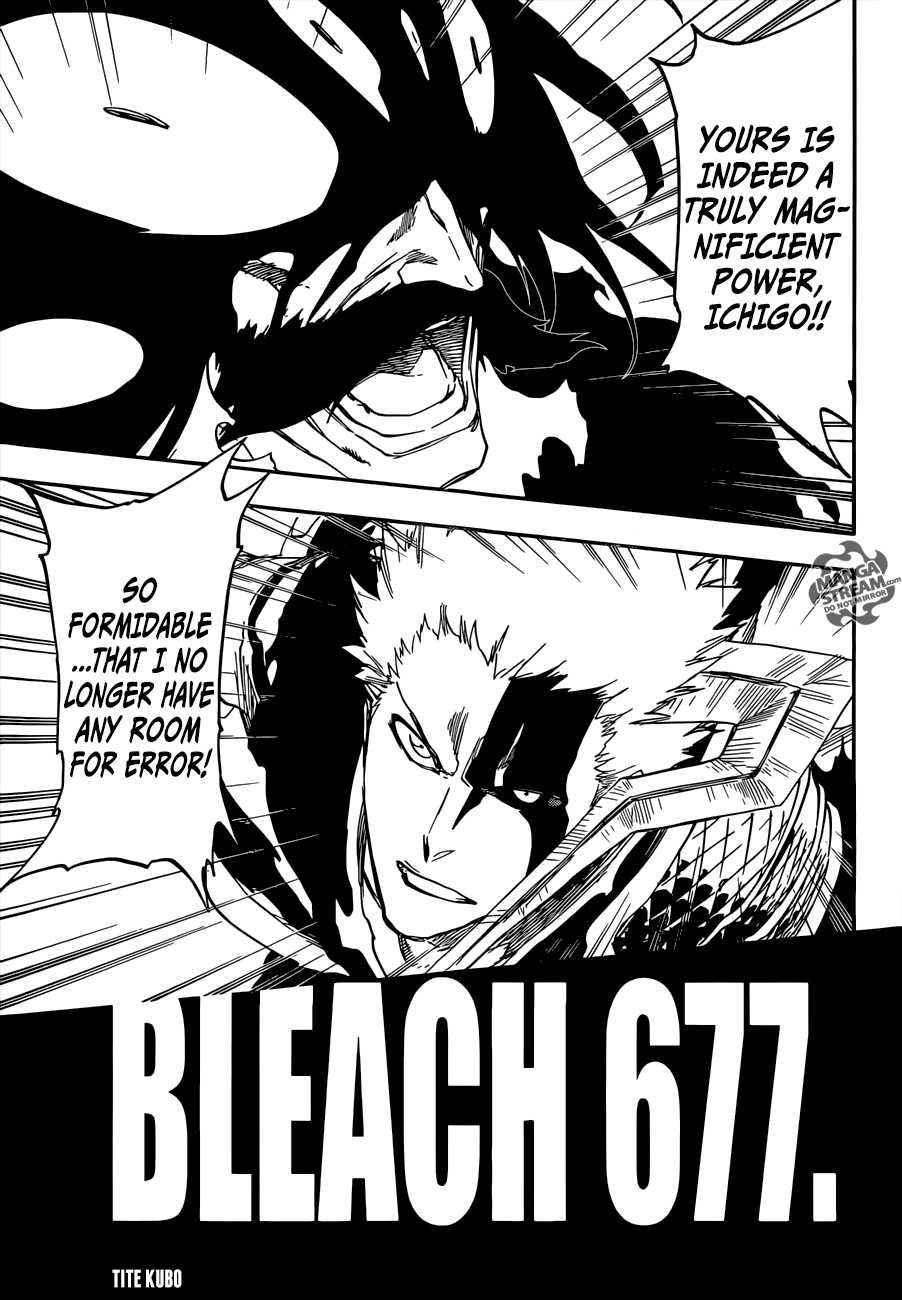 YOURS IS
INDEED A
TRULY MAG-
NIFICIENT
POWER,
ICHIGO!!
SO
FORMIDABLE
...THAT I NO
LONGER HAVE
ANY ROOM
FOR ERROR!
MANGA
STREAM.com
DO NOT MIRROR
BLEACH 677.
TITE KUBO